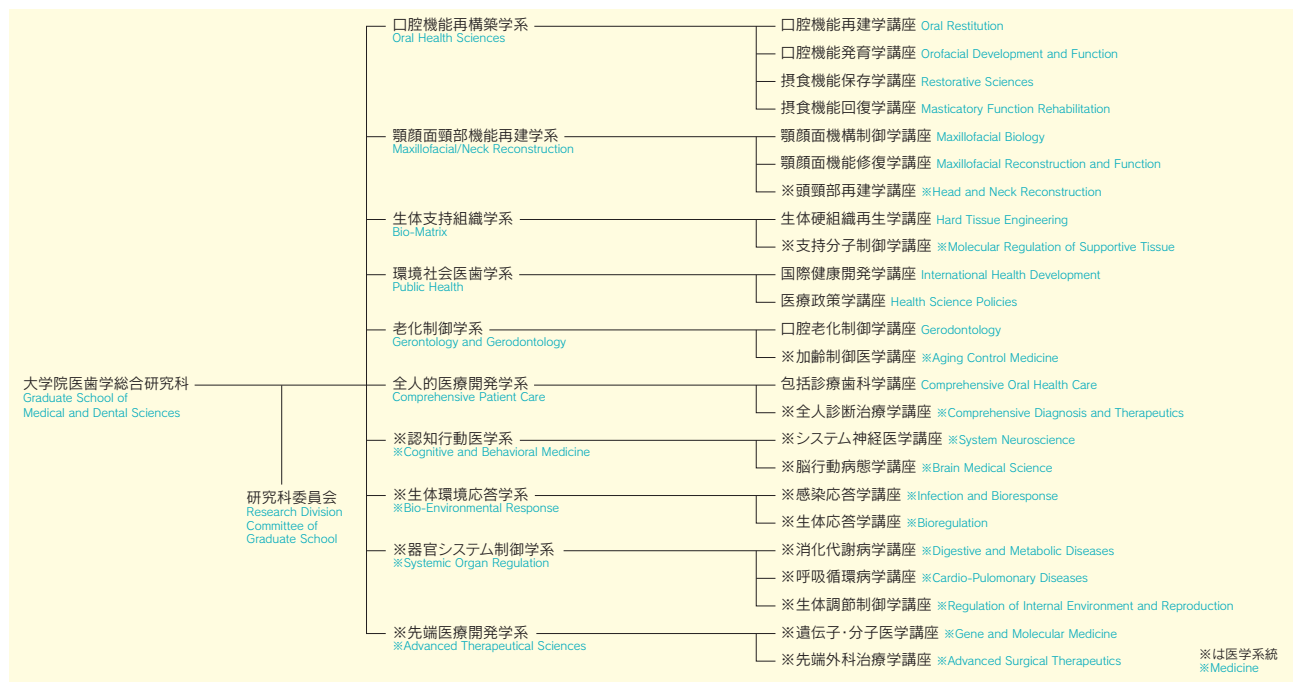 大学院医歯学総合研究科
Graduate School of
Medical and Dental Sciences
研究科委員会
Research Division
Committee of
Graduate School
口腔機能再構築学系
Oral Health Sciences
口腔機能再建学講座 Oral Restitution
口腔機能発育学講座 Orofacial Development and Function
摂食機能保存学講座 Restorative Sciences
摂食機能回復学講座 Masticatory Function Rehabilitation
顎顔面頸部機能再建学系
Maxillofacial/Neck Reconstruction
顎顔面機構制御学講座 Maxillofacial Biology
顎顔面機能修復学講座 Maxillofacial Reconstruction and Function
※頭頸部再建学講座 ※Head and Neck Reconstruction
生体支持組織学系
Bio-Matrix
生体硬組織再生学講座 Hard Tissue Engineering
※支持分子制御学講座 ※Molecular Regulation of Supportive Tissue
環境社会医歯学系
Public Health
国際健康開発学講座 International Health Development
医療政策学講座 Health Science Policies
老化制御学系
Gerontology and Gerodontology
口腔老化制御学講座 Gerodontology
※加齢制御医学講座 ※Aging Control Medicine
全人的医療開発学系
Comprehensive Patient Care
包括診療歯科学講座 Comprehensive Oral Health Care
※全人診断治療学講座 ※Comprehensive Diagnosis and Therapeutics
※認知行動医学系
※Cognitive and Behavioral Medicine
※システム神経医学講座 ※System Neuroscience
※脳行動病態学講座 ※Brain Medical Science
※生体環境応答学系
※Bio-Environmental Response
※感染応答学講座 ※Infection and Bioresponse
※生体応答学講座 ※Bioregulation
※器官システム制御学系
※Systemic Organ Regulation
※消化代謝病学講座 ※Digestive and Metabolic Diseases
※呼吸循環病学講座 ※Cardio-Pulomonary Diseases
※生体調節制御学講座 ※Regulation of Internal Environment and Reproduction
※先端医療開発学系
※Advanced Therapeutical Sciences
※遺伝子・分子医学講座 ※Gene and Molecular Medicine
※先端外科治療学講座 ※Advanced Surgical Therapeutics
※は医学系統
※Medicine